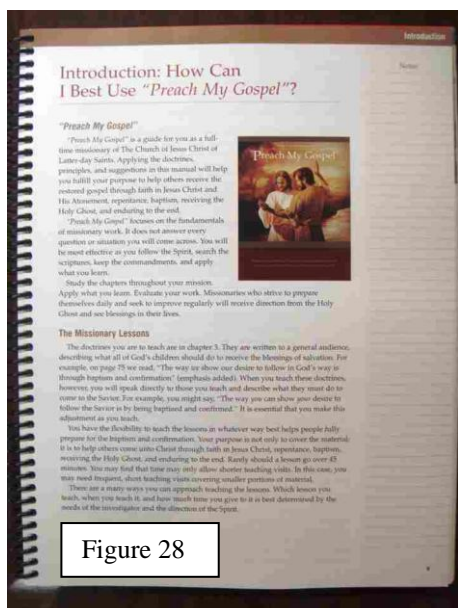 Introduction
Notes
Introduction: How Can
I Best Use “Preach My Gospel”?
“Preach My Gospel”
“Preach My Gospel” is a guide for you as a full-
time missionary of The Church of Jesus Christ of
Latter-day Saints. Applying the doctrines,
principles, and suggestions in this manual will help
you fulfill your purpose to help others receive the
restored gospel through faith in Jesus Christ and
His Atonement, repentance, baptism, receiving the
Holy Ghost, and enduring to the end.
“Preach My Gospel” focuses on the fundamentals
of missionary work. It does not answer every
question or situation you will come across. You will
be most effective as you follow the Spirit, search the
scriptures, keep the commandments, and apply
what you learn.
Study the chapters throughout your mission.
Apply what you learn. Evaluate your work. Missionaries who strive to prepare
themselves daily and seek to improve regularly will receive direction from the Holy
Ghost and see blessings in their lives.
Preach My Gospel
The Missionary Lessons
The doctrines you are to teach are in chapter 3. They are written to a general audience,
describing what all of God's children should do to receive the blessings of salvation. For
example, on page 75 we read, “The way we show our desire to follow in God's way is
through baptism and confirmation” (emphasis added). When you teach these doctrines,
however, you will speak directly to those you teach and describe what they must do to
come to the Savior. For example, you might say, “The way you can show your desire to
follow the Savior is by being baptized and confirmed.” It is essential that you make this
adjustment as you teach.
You have the flexibility to teach the lessons in whatever way best helps people fully
prepare for the baptism and confirmation. Your purpose is not only to cover the material;
it is to help others come unto Christ through faith in Jesus Christ, repentance, baptism,
receiving the Holy Ghost, and enduring to the end. Rarely should a lesson go over 45
minutes. You may find that time may only allow shorter teaching visits. In this case, you
may need frequent, short teaching visits covering smaller portions of material.
There are a many ways you can approach teaching the lessons. Which lesson you
teach, when you teach it, and how much time you give to it is best determined by the
needs of the investigator and the direction of the Spirit.
Figure 28